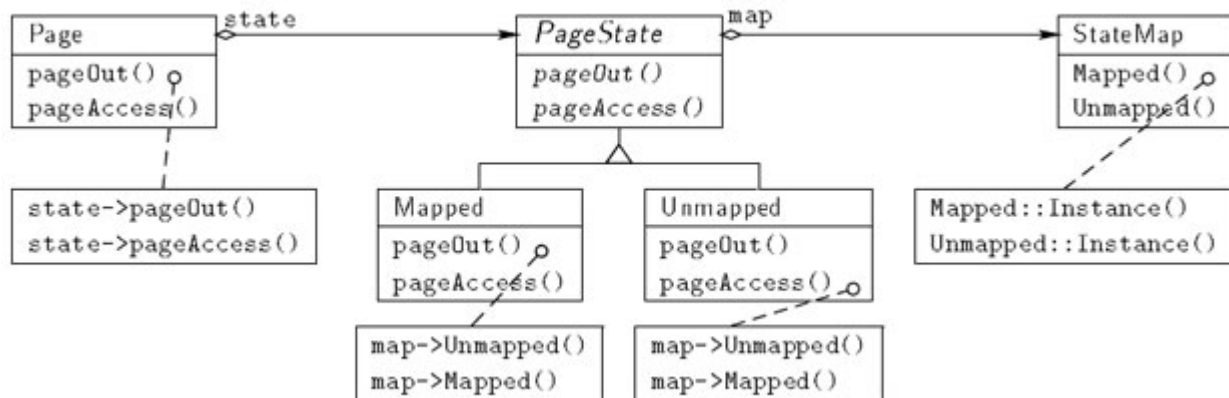 state
map
Page
pageOut()
pageAccess()
PageState
pageOut()
pageAccess()
StateMap
Mapped()
Unmapped()
state->pageOut()
state->pageAccess()
Mapped
pageOut()
pageAccess()
Unmapped
pageOut()
pageAccess()
Mapped::Instance()
Unmapped::Instance()
map->Unmapped()
map->Mapped()
map->Unmapped()
map->Mapped()